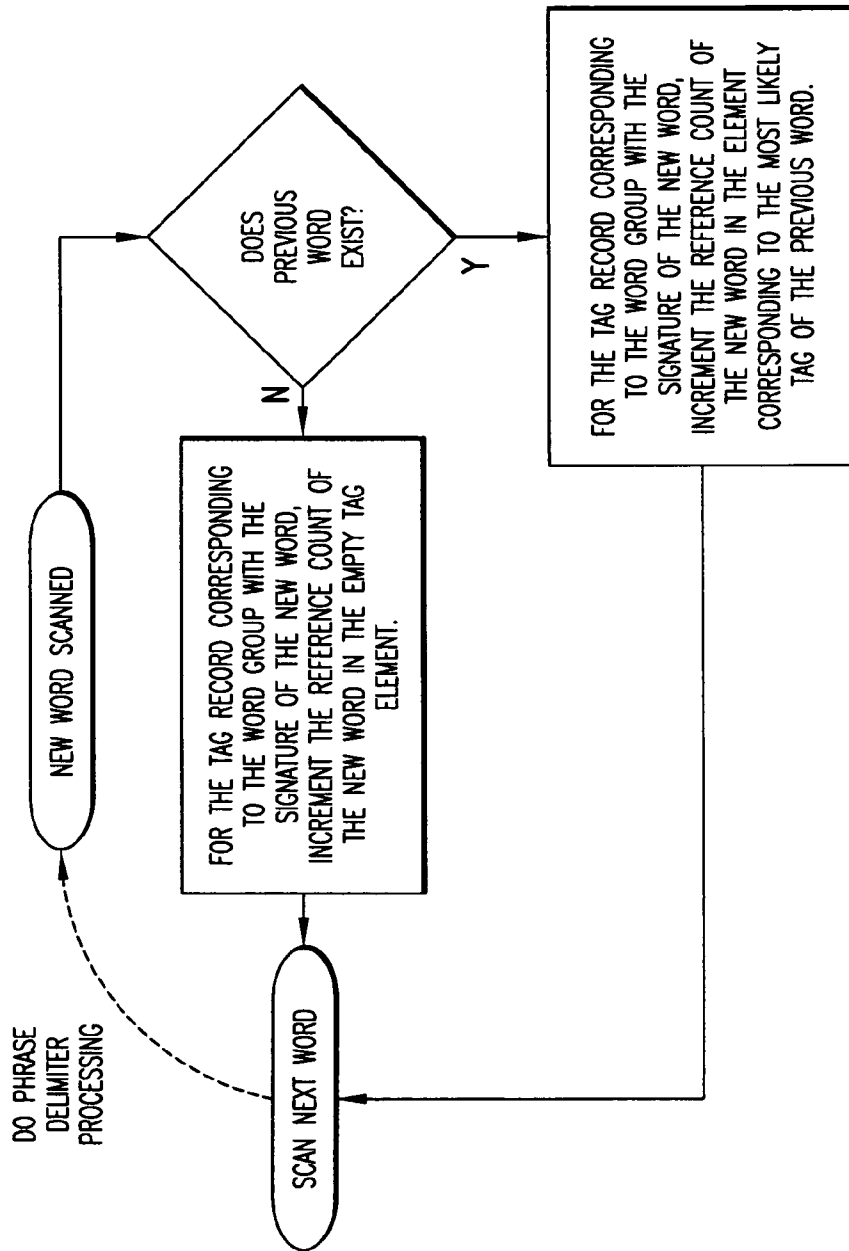 DO PHRASE
DELIMITER
PROCESSING
NEW WORD SCANNED
DOES
PREVIOUS
WORD
EXIST?
N
Y
FOR THE TAG RECORD CORRESPONDING
TO THE WORD GROUP WITH THE
SIGNATURE OF THE NEW WORD,
INCREMENT THE REFERENCE COUNT OF
THE NEW WORD IN THE EMPTY TAG
ELEMENT.
SCAN NEXT WORD
FOR THE TAG RECORD CORRESPONDING
TO THE WORD GROUP WITH THE
SIGNATURE OF THE NEW WORD,
INCREMENT THE REFERENCE COUNT OF
THE NEW WORD IN THE ELEMENT
CORRESPONDING TO THE MOST LIKELY
TAG OF THE PREVIOUS WORD.